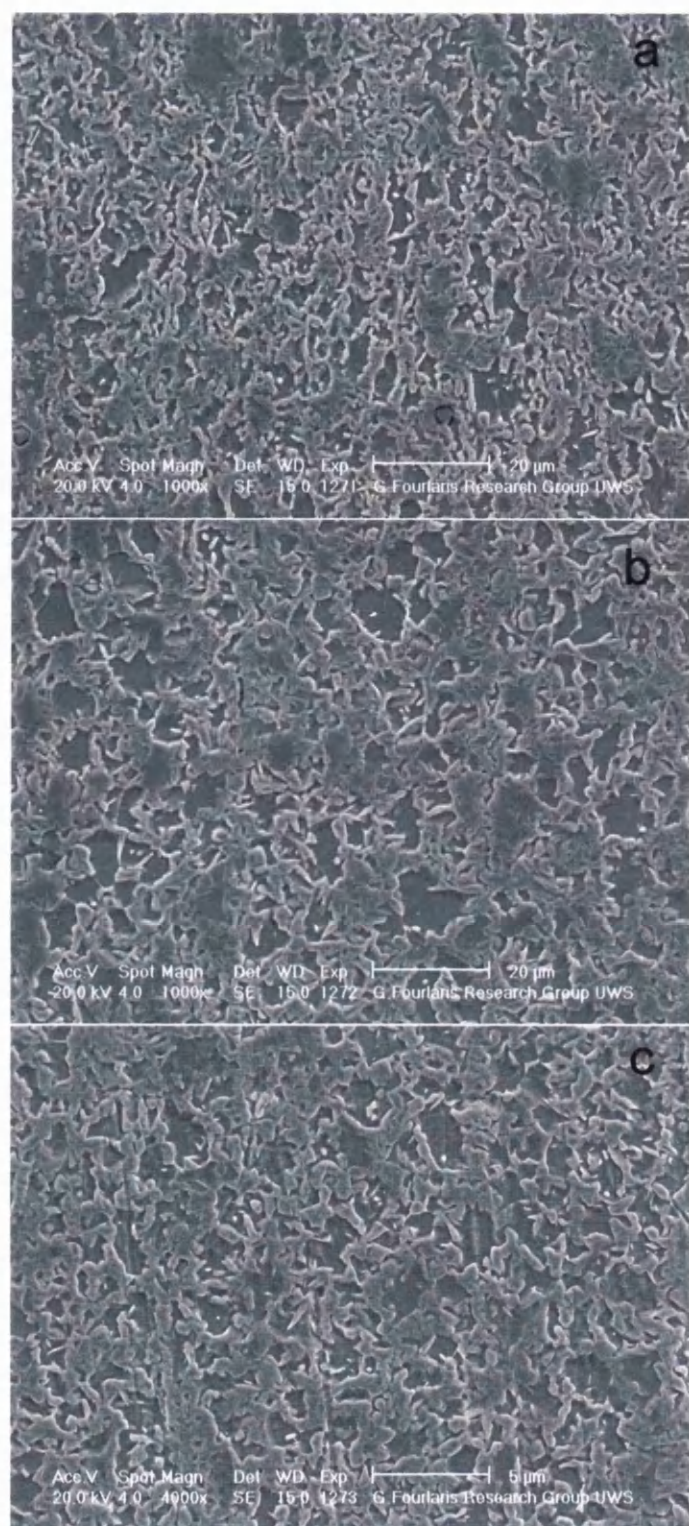 a
Acc.V Spot Magn Det WD Exp 20 µm
20.0 kV 4.0 1000x SE 15.0 1271 G Fourlaris Research Group UWS
b
Acc.V Spot Magn Det WD Exp 20 µm
20.0 kV 4.0 1000x SE 15.0 1272 G Fourlaris Research Group UWS
c
Acc.V Spot Magn Det WD Exp 5 µm
20.0 kV 4.0 4000x SE 15.0 1273 G Fourlaris Research Group UWS